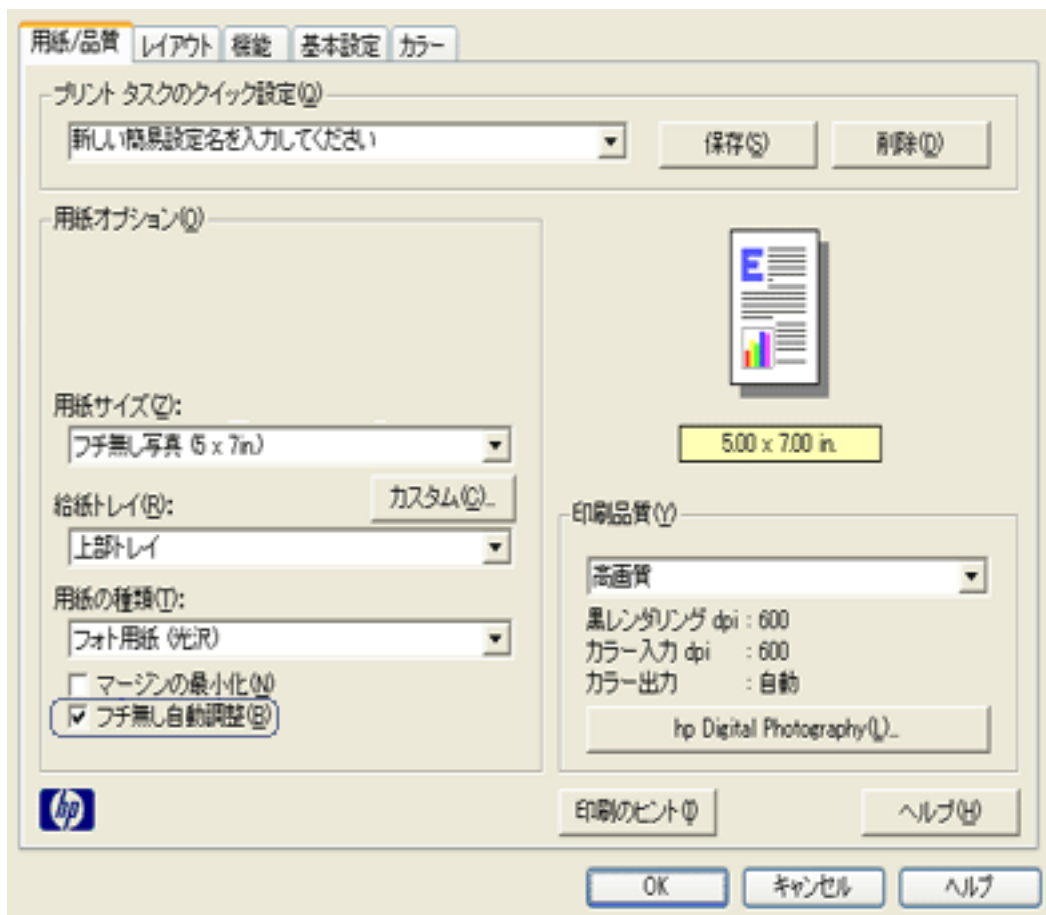 用紙/品質 レイアウト 機能 基本設定 カラー
プリント タスクのクイック設定(Q)
新しい簡易設定名を入力してください
保存(S) 削除(D)
用紙オプション(O)
用紙サイズ(Z):
フチ無し写真 (5 x 7in.)
カスタム(C)...
給紙トレイ(R):
上部トレイ
用紙の種類(T):
フォト用紙 (光沢)
マージンの最小化(N)
フチ無し自動調整(B)
E
5.00 x 7.00 in.
印刷品質(Y)
高画質
黒レンダリング dpi : 600
カラー入力 dpi : 600
カラー出力 : 自動
hp Digital Photography(L)...
hp
印刷のヒント(I) ヘルプ(H)
OK キャンセル ヘルプ